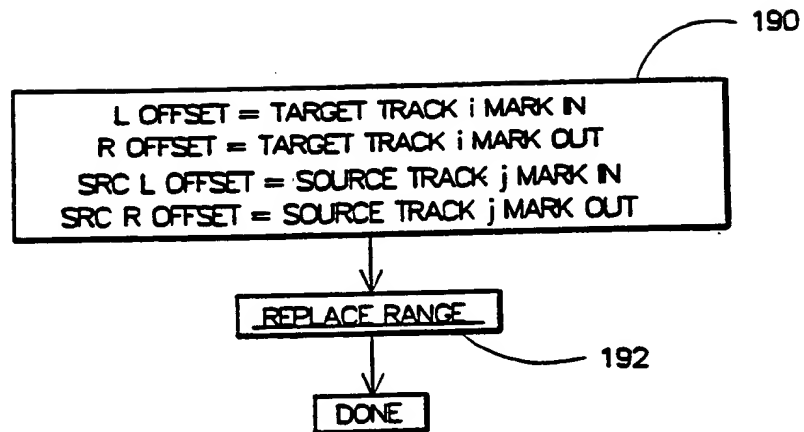 190
L OFFSET = TARGET TRACK i MARK IN
R OFFSET = TARGET TRACK i MARK OUT
SRC L OFFSET = SOURCE TRACK j MARK IN
SRC R OFFSET = SOURCE TRACK j MARK OUT
REPLACE RANGE
192
DONE